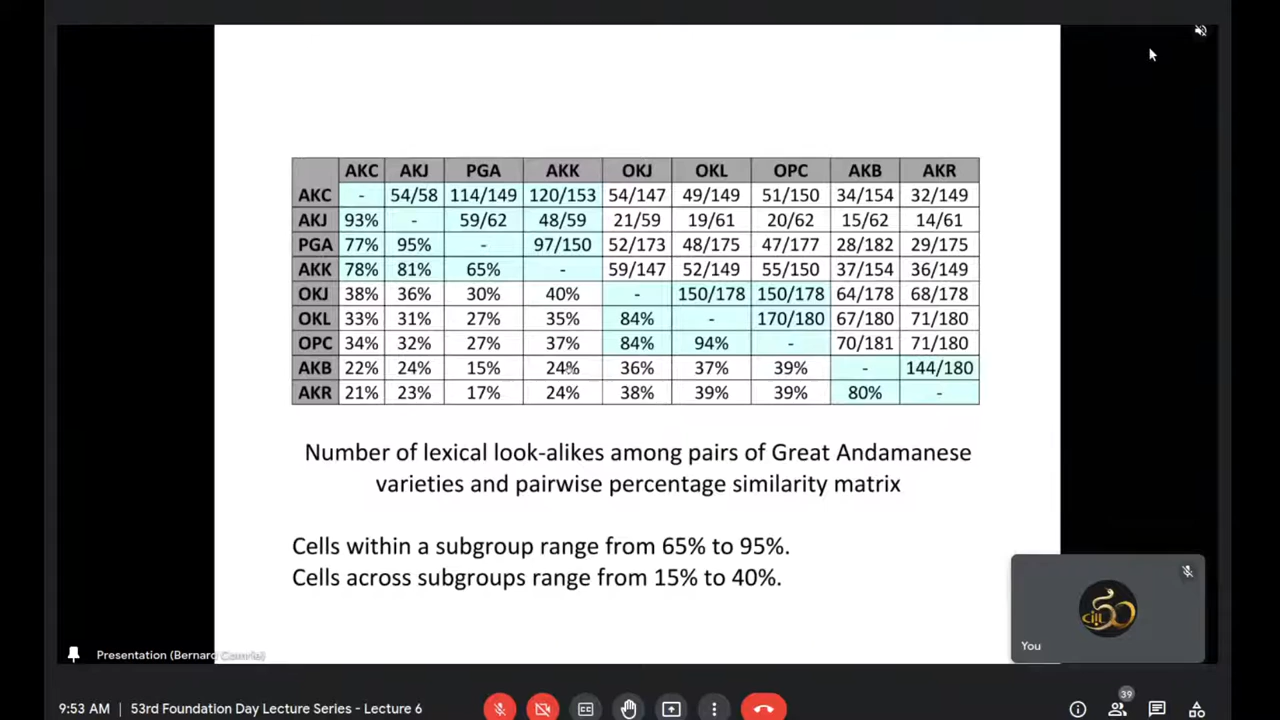 AKC AKJ PGA AKK OKJ OKL OPC AKB AKR
AKC - 54/58 114/149 120/153 54/147 49/149 51/150 34/154 32/149
AKJ 93% - 59/62 48/59 21/59 19/61 20/62 15/62 14/61
PGA 77% 95% - 97/150 52/173 48/175 47/177 28/182 29/175
AKK 78% 81% 65% - 59/147 52/149 55/150 37/154 36/149
OKJ 38% 36% 30% 40% - 150/178 150/178 64/178 68/178
OKL 33% 31% 27% 35% 84% - 170/180 67/180 71/180
OPC 34% 32% 27% 37% 84% 94% - 70/181 71/180
AKB 22% 24% 15% 24% 36% 37% 39% - 144/180
AKR 21% 23% 17% 24% 38% 39% 39% 80% -
Number of lexical look-alikes among pairs of Great Andamanese
varieties and pairwise percentage similarity matrix
Cells within a subgroup range from 65% to 95%.
Cells across subgroups range from 15% to 40%.
CIIL 50
You
Presentation (Bernard Comrie)
39
9:53 AM | 53rd Foundation Day Lecture Series - Lecture 6